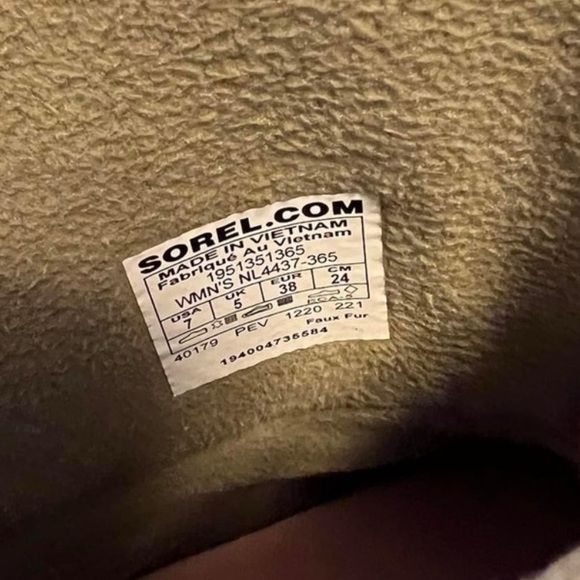 SOREL.COM
MADE IN VIETNAM
Fabriqué Au Vietnam
1951351365
WMN'S NL4437-365
USA UK EUR CM
7 5 38 24
40179 PEV 1220 221
Faux Fur
194004735584